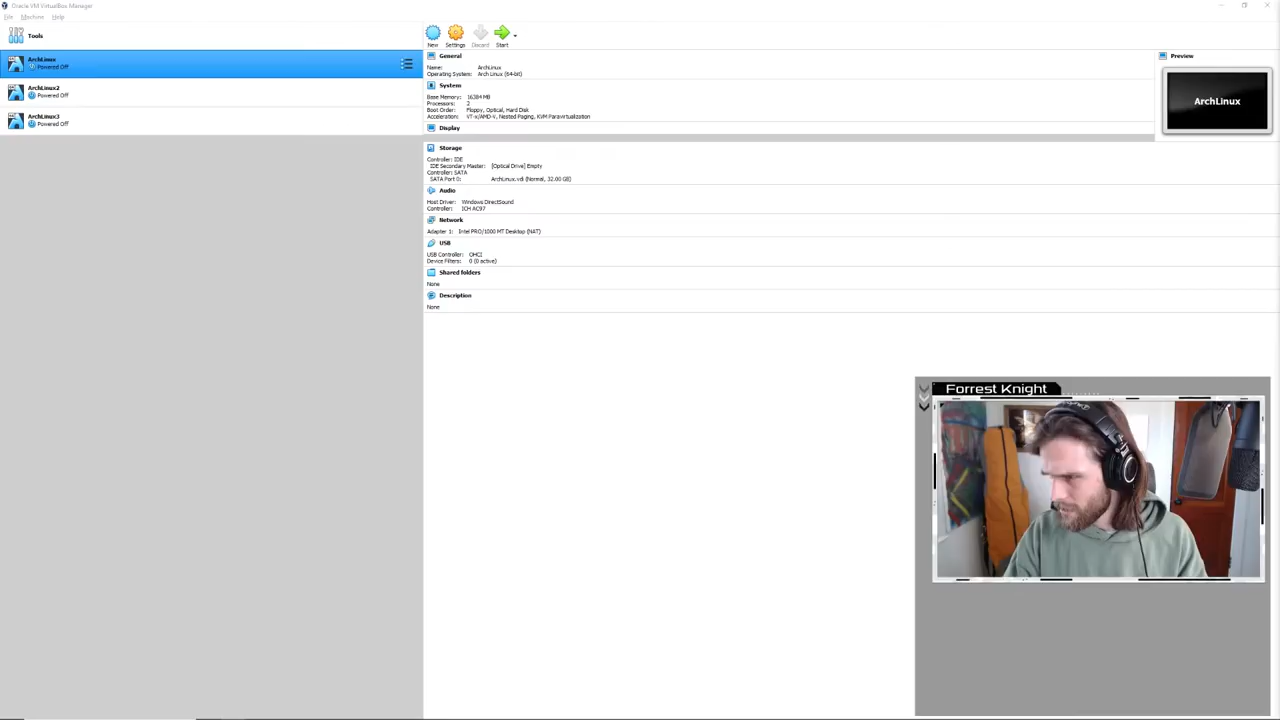 Oracle VM VirtualBox Manager
File Machine Help
Tools
ArchLinux
Powered Off
ArchLinux2
Powered Off
ArchLinux3
Powered Off
New Settings Discard Start
General
Name: ArchLinux
Operating System: Arch Linux (64-bit)
System
Base Memory: 16384 MB
Processors: 2
Boot Order: Floppy, Optical, Hard Disk
Acceleration: VT-x/AMD-V, Nested Paging, KVM Paravirtualization
Display
Preview
ArchLinux
Storage
Controller: IDE
IDE Secondary Master: [Optical Drive] Empty
Controller: SATA
SATA Port 0: ArchLinux.vdi (Normal, 32.00 GB)
Audio
Host Driver: Windows DirectSound
Controller: ICH AC97
Network
Adapter 1: Intel PRO/1000 MT Desktop (NAT)
USB
USB Controller: OHCI
Device Filters: 0 (0 active)
Shared folders
None
Description
None
Forrest Knight